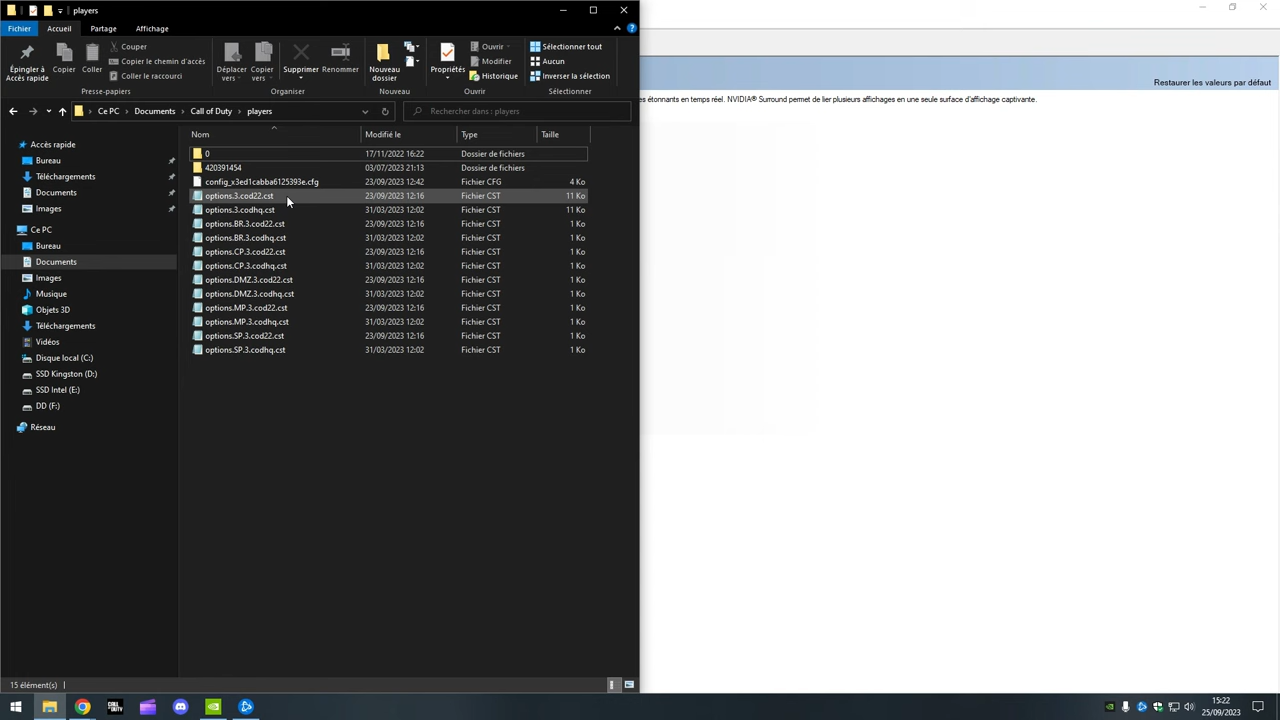 players
Fichier
Accueil
Partage
Affichage
Épingler à
Accès rapide
Copier
Coller
Couper
Copier le chemin d'accès
Coller le raccourci
Presse-papiers
Déplacer
vers
Copier
vers
Supprimer
Renommer
Organiser
Nouveau
dossier
Nouveau
Propriétés
Ouvrir
Modifier
Historique
Ouvrir
Sélectionner tout
Aucun
Inverser la sélection
Sélectionner
Ce PC
Documents
Call of Duty
players
Rechercher dans : players
Nom Modifié le Type Taille
0 17/11/2022 16:22 Dossier de fichiers
420391454 03/07/2023 21:13 Dossier de fichiers
config_x3ed1cabba6125393e.cfg 23/09/2023 12:42 Fichier CFG 4 Ko
options.3.cod22.cst 23/09/2023 12:16 Fichier CST 11 Ko
options.3.codhq.cst 31/03/2023 12:02 Fichier CST 11 Ko
options.BR.3.cod22.cst 23/09/2023 12:16 Fichier CST 1 Ko
options.BR.3.codhq.cst 31/03/2023 12:02 Fichier CST 1 Ko
options.CP.3.cod22.cst 23/09/2023 12:16 Fichier CST 1 Ko
options.CP.3.codhq.cst 31/03/2023 12:02 Fichier CST 1 Ko
options.DMZ.3.cod22.cst 23/09/2023 12:16 Fichier CST 1 Ko
options.DMZ.3.codhq.cst 31/03/2023 12:02 Fichier CST 1 Ko
options.MP.3.cod22.cst 23/09/2023 12:16 Fichier CST 1 Ko
options.MP.3.codhq.cst 31/03/2023 12:02 Fichier CST 1 Ko
options.SP.3.cod22.cst 23/09/2023 12:16 Fichier CST 1 Ko
options.SP.3.codhq.cst 31/03/2023 12:02 Fichier CST 1 Ko
Accès rapide
Bureau
Téléchargements
Documents
Images
Ce PC
Bureau
Documents
Images
Musique
Objets 3D
Téléchargements
Vidéos
Disque local (C:)
SSD Kingston (D:)
SSD Intel (E:)
DD (F:)
Réseau
15 élément(s)
Restaurer les valeurs par défaut
s étonnants en temps réel. NVIDIA® Surround permet de lier plusieurs affichages en une seule surface d'affichage captivante.
CALL OF DUTY
15:22
25/09/2023